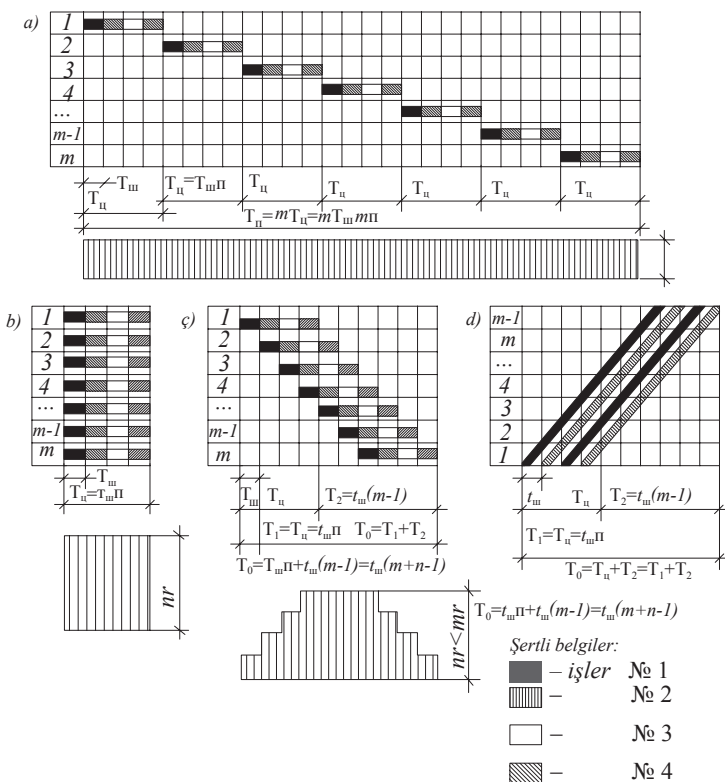 a)
1
2
3
4
...
m-1
m
Tш
Tц=Tшп
Tц
Tц
Tц
Tц
Tц
Tц
Tп=mTц=mTшmп
b)
1
2
3
4
...
m-1
m
Tш
Tц=тшп
nr
ç)
1
2
3
4
...
m-1
m
Tш
Tц
T2=tш(m-1)
T1=Tц=tшп
T0=T1+T2
T0=Tшп+tш(m-1)=tш(m+n-1)
nr<mr
d)
m-1
m
...
4
3
2
1
tш
Tц
T2=tш(m-1)
T1=Tц=tшп
T0=Tц+T2=T1+T2
T0=tшп+tш(m-1)=tш(m+n-1)
Şertli belgiler:
– işler № 1
– № 2
– № 3
– № 4